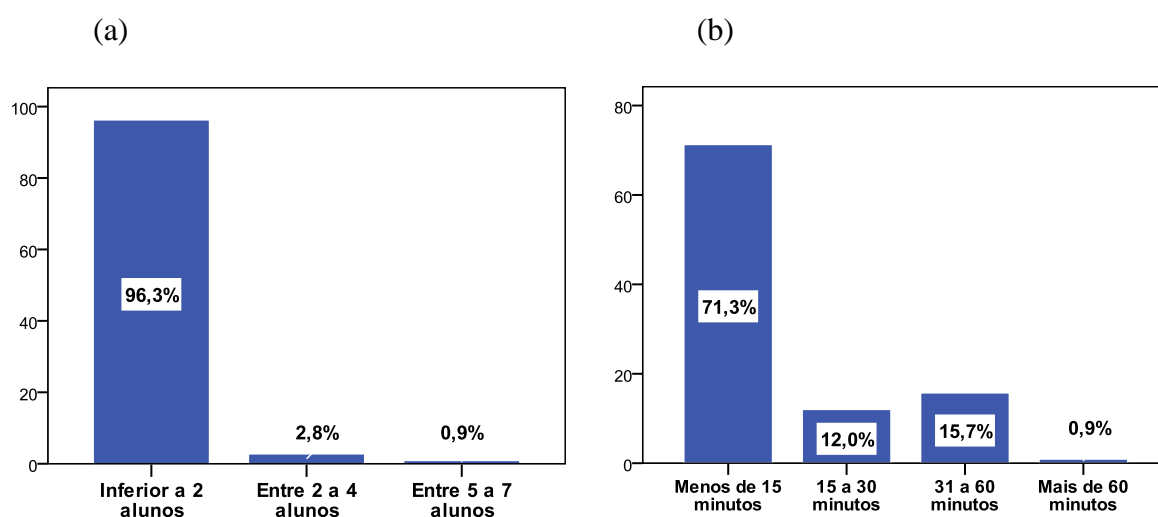 (a)
100
80
60
40
20
0
96,3%
2,8%
0,9%
Inferior a 2
alunos
Entre 2 a 4
alunos
Entre 5 a 7
alunos
(b)
80
60
40
20
0
71,3%
12,0%
15,7%
0,9%
Menos de 15
minutos
15 a 30
minutos
31 a 60
minutos
Mais de 60
minutos